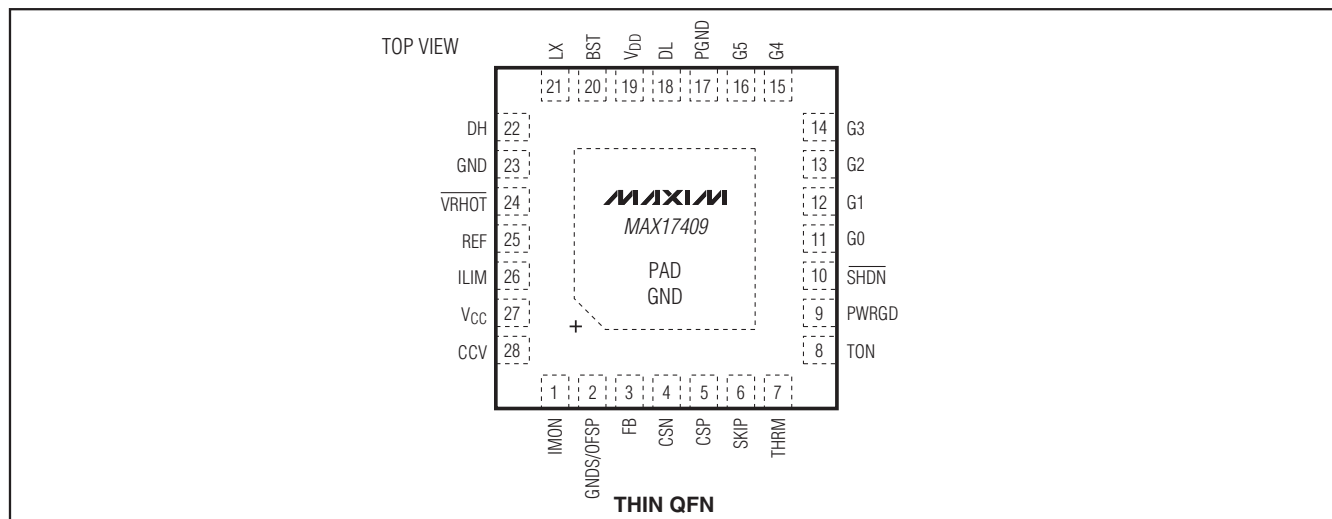 TOP VIEW
LX
BST
VDD
DL
PGND
G5
G4
21
20
19
18
17
16
15
DH 22
GND 23
VRHOT 24
REF 25
ILIM 26
VCC 27
CCV 28
14 G3
13 G2
12 G1
11 G0
10 SHDN
9 PWRGD
8 TON
MAXIM
MAX17409
PAD
GND
+
1
2
3
4
5
6
7
IMON
GNDS/OFSP
FB
CSN
CSP
SKIP
THRM
THIN QFN